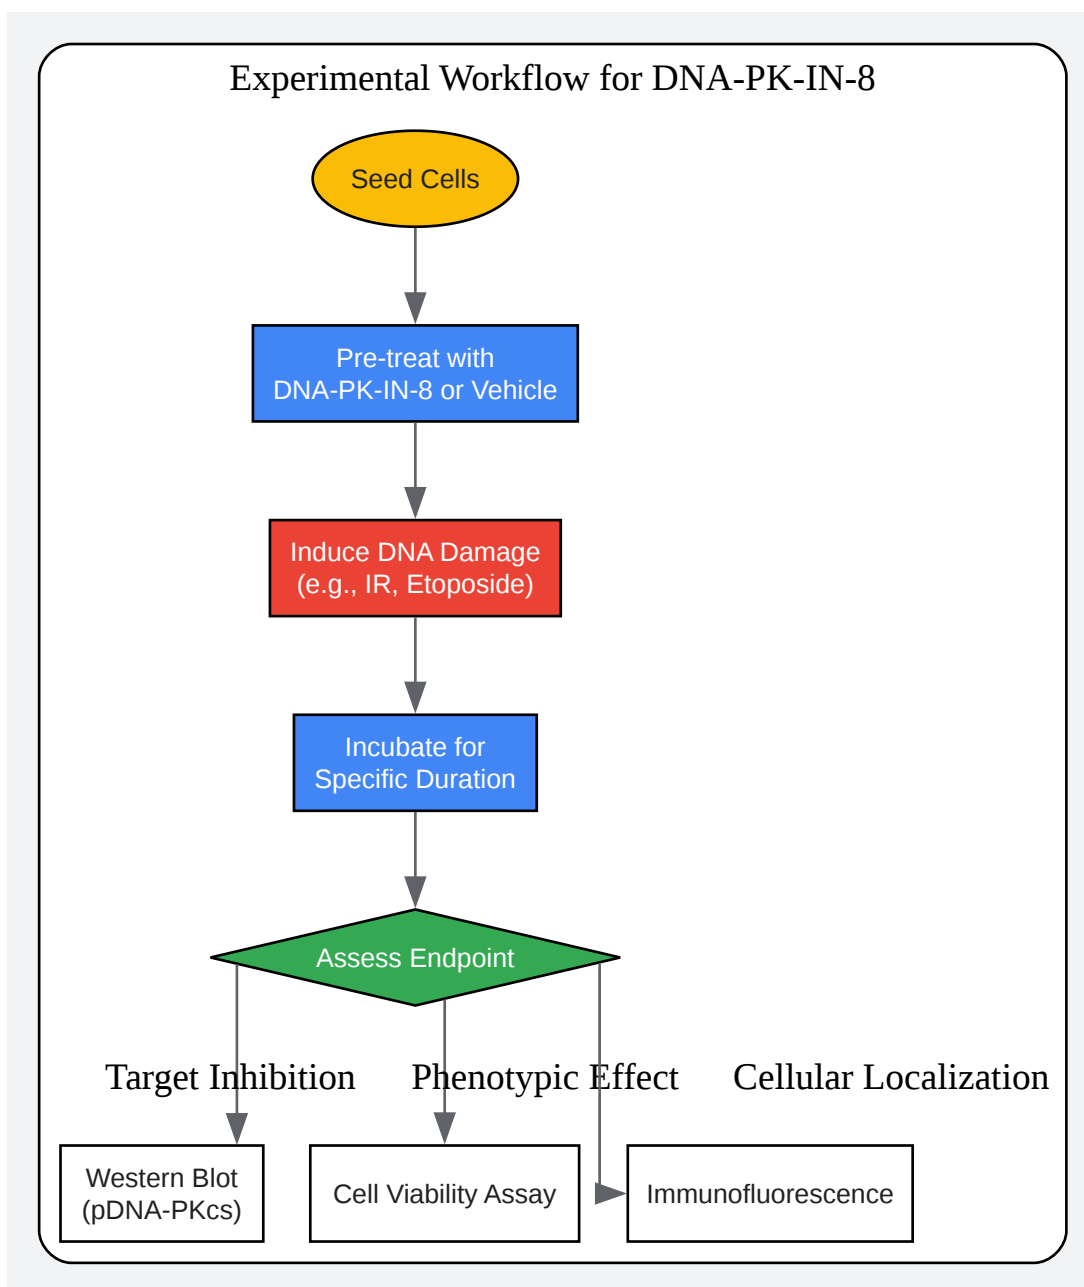 Experimental Workflow for DNA-PK-IN-8
Seed Cells
Pre-treat with
DNA-PK-IN-8 or Vehicle
Induce DNA Damage
(e.g., IR, Etoposide)
Incubate for
Specific Duration
Assess Endpoint
Target Inhibition
Phenotypic Effect
Cellular Localization
Western Blot
(pDNA-PKcs)
Cell Viability Assay
Immunofluorescence